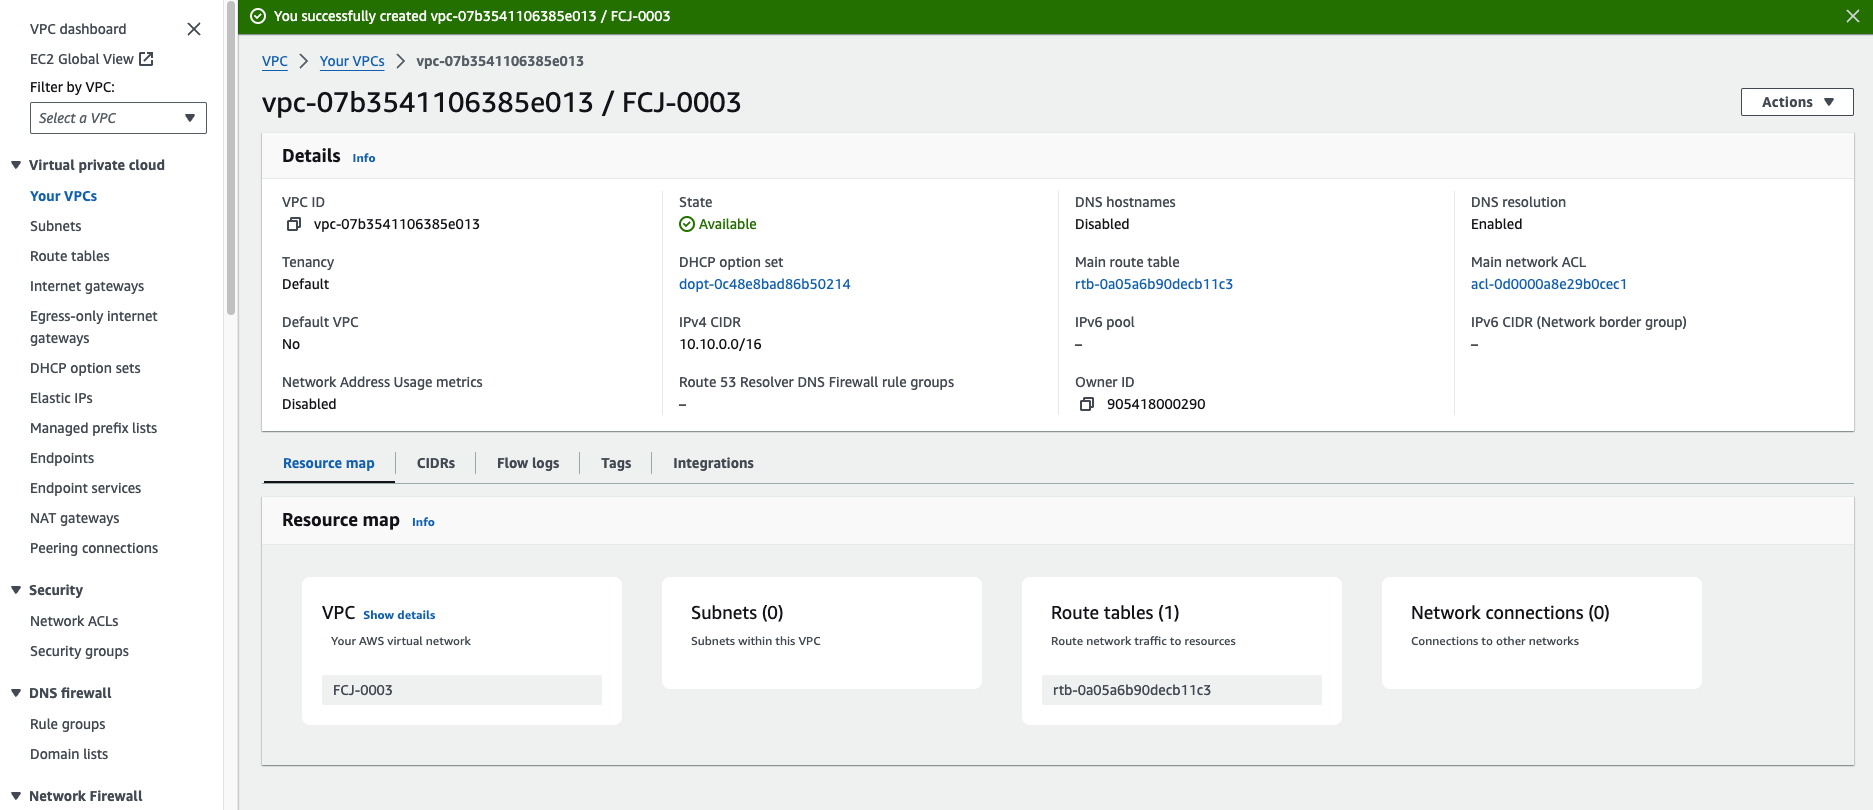 You successfully created vpc-07b3541106385e013 / FCJ-0003
VPC dashboard
EC2 Global View
Filter by VPC:
Select a VPC
Virtual private cloud
Your VPCs
Subnets
Route tables
Internet gateways
Egress-only internet
gateways
DHCP option sets
Elastic IPs
Managed prefix lists
Endpoints
Endpoint services
NAT gateways
Peering connections
Security
Network ACLs
Security groups
DNS firewall
Rule groups
Domain lists
Network Firewall
VPC > Your VPCs > vpc-07b3541106385e013
vpc-07b3541106385e013 / FCJ-0003
Actions
Details Info
VPC ID
vpc-07b3541106385e013
State
Available
DNS hostnames
Disabled
DNS resolution
Enabled
Tenancy
Default
DHCP option set
dopt-0c48e8bad86b50214
Main route table
rtb-0a05a6b90decb11c3
Main network ACL
acl-0d0000a8e29b0cec1
Default VPC
No
IPv4 CIDR
10.10.0.0/16
IPv6 pool
–
IPv6 CIDR (Network border group)
–
Network Address Usage metrics
Disabled
Route 53 Resolver DNS Firewall rule groups
–
Owner ID
905418000290
Resource map
CIDRs
Flow logs
Tags
Integrations
Resource map Info
VPC Show details
Your AWS virtual network
FCJ-0003
Subnets (0)
Subnets within this VPC
Route tables (1)
Route network traffic to resources
rtb-0a05a6b90decb11c3
Network connections (0)
Connections to other networks